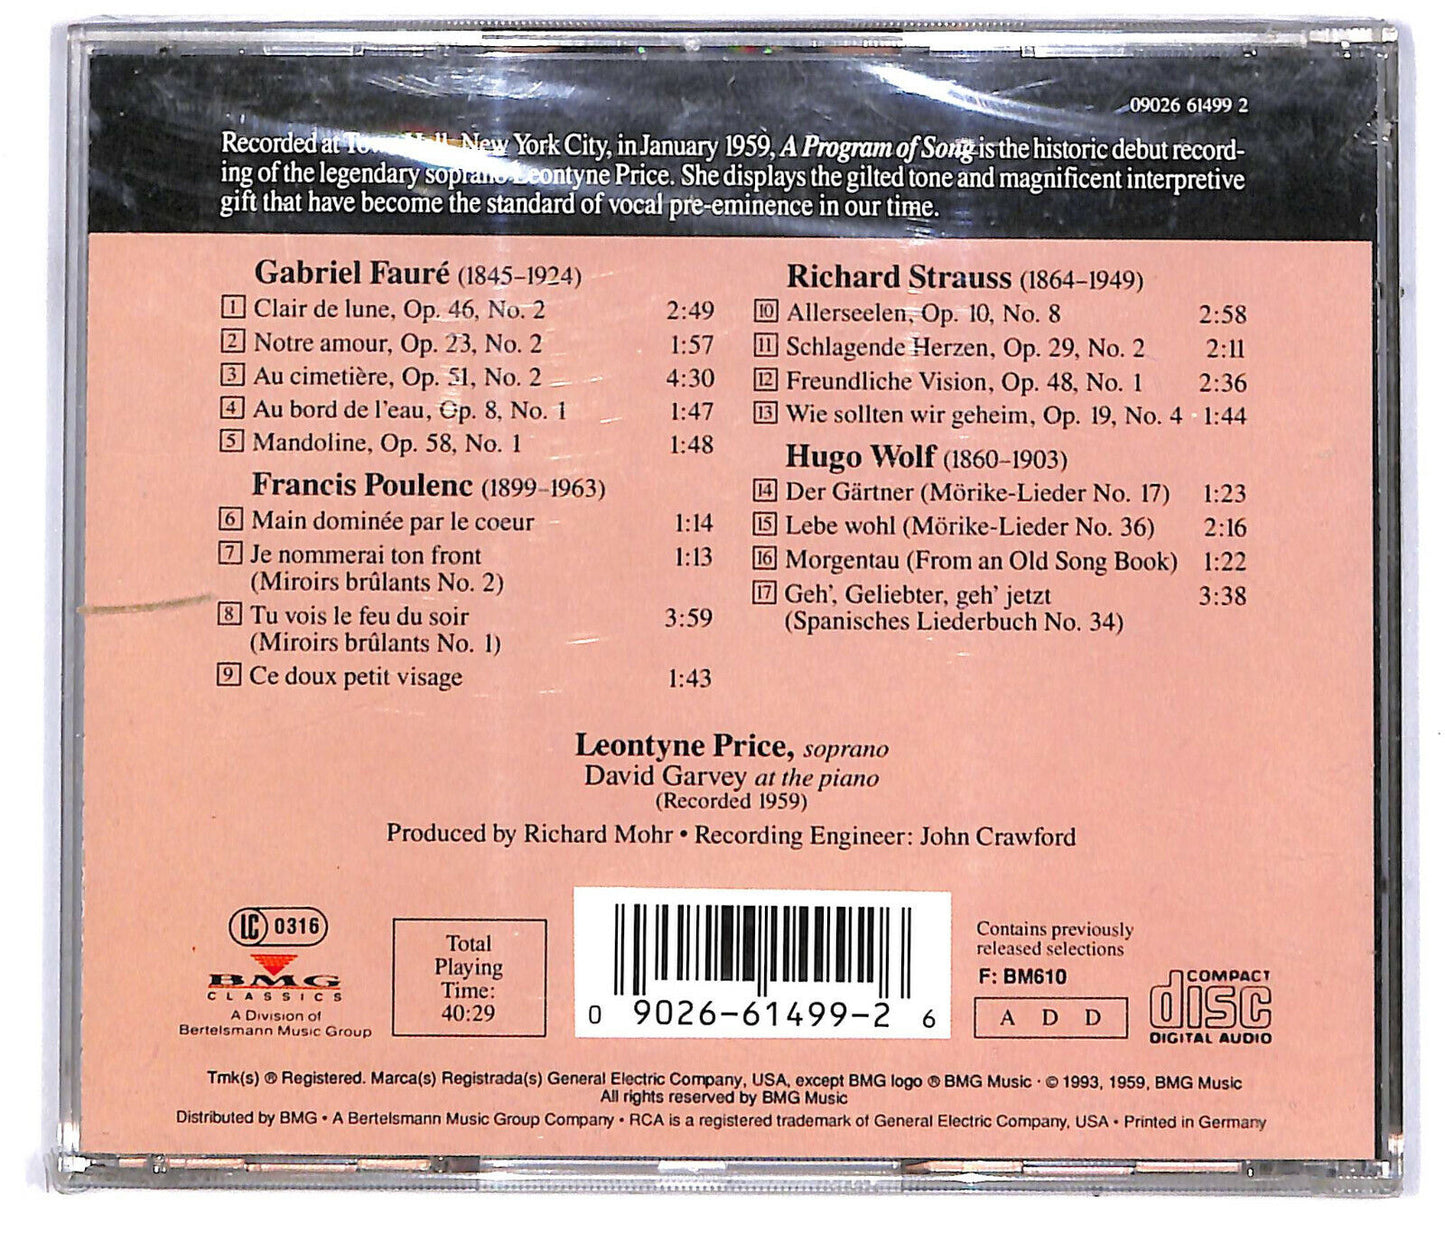 09026 61499 2
Recorded at Town Hall, New York City, in January 1959, A Program of Song is the historic debut record-
ing of the legendary soprano Leontyne Price. She displays the gilted tone and magnificent interpretive
gift that have become the standard of vocal pre-eminence in our time.
Gabriel Fauré (1845–1924)
1 Clair de lune, Op. 46, No. 2 2:49
2 Notre amour, Op. 23, No. 2 1:57
3 Au cimetière, Op. 51, No. 2 4:30
4 Au bord de l'eau, Op. 8, No. 1 1:47
5 Mandoline, Op. 58, No. 1 1:48
Francis Poulenc (1899–1963)
6 Main dominée par le coeur 1:14
7 Je nommerai ton front 1:13
(Miroirs brûlants No. 2)
8 Tu vois le feu du soir 3:59
(Miroirs brûlants No. 1)
9 Ce doux petit visage 1:43
Richard Strauss (1864–1949)
10 Allerseelen, Op. 10, No. 8 2:58
11 Schlagende Herzen, Op. 29, No. 2 2:11
12 Freundliche Vision, Op. 48, No. 1 2:36
13 Wie sollten wir geheim, Op. 19, No. 4 1:44
Hugo Wolf (1860–1903)
14 Der Gärtner (Mörike-Lieder No. 17) 1:23
15 Lebe wohl (Mörike-Lieder No. 36) 2:16
16 Morgentau (From an Old Song Book) 1:22
17 Geh', Geliebter, geh' jetzt 3:38
(Spanisches Liederbuch No. 34)
Leontyne Price, soprano
David Garvey at the piano
(Recorded 1959)
Produced by Richard Mohr • Recording Engineer: John Crawford
LC 0316
BMG
CLASSICS
A Division of
Bertelsmann Music Group
Total
Playing
Time:
40:29
0 9026-61499-2 6
Contains previously
released selections
F: BM610
A D D
COMPACT
disc
DIGITAL AUDIO
Tmk(s) ® Registered. Marca(s) Registrada(s) General Electric Company, USA, except BMG logo ® BMG Music · © 1993, 1959, BMG Music
All rights reserved by BMG Music
Distributed by BMG • A Bertelsmann Music Group Company • RCA is a registered trademark of General Electric Company, USA • Printed in Germany